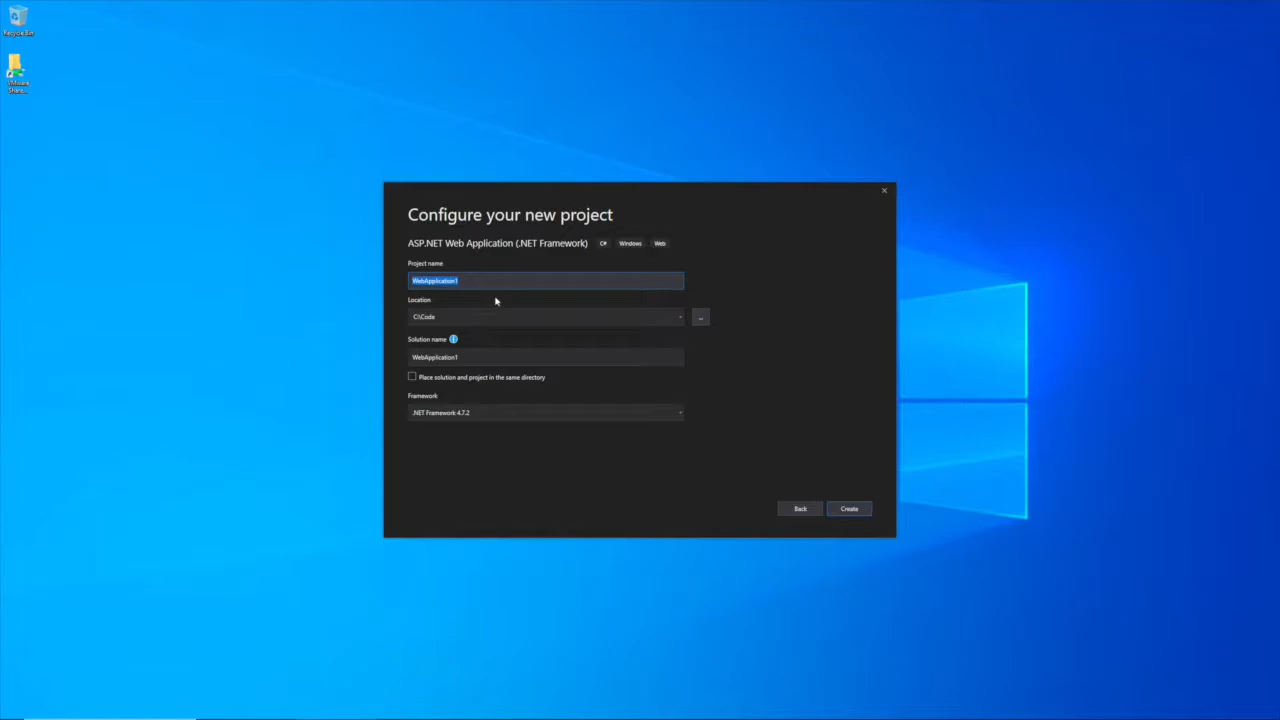 Recycle Bin
VMware
Share...
Configure your new project
ASP.NET Web Application (.NET Framework) C# Windows Web
Project name
WebApplication1
Location
C:\Code
...
Solution name
WebApplication1
Place solution and project in the same directory
Framework
.NET Framework 4.7.2
Back Create